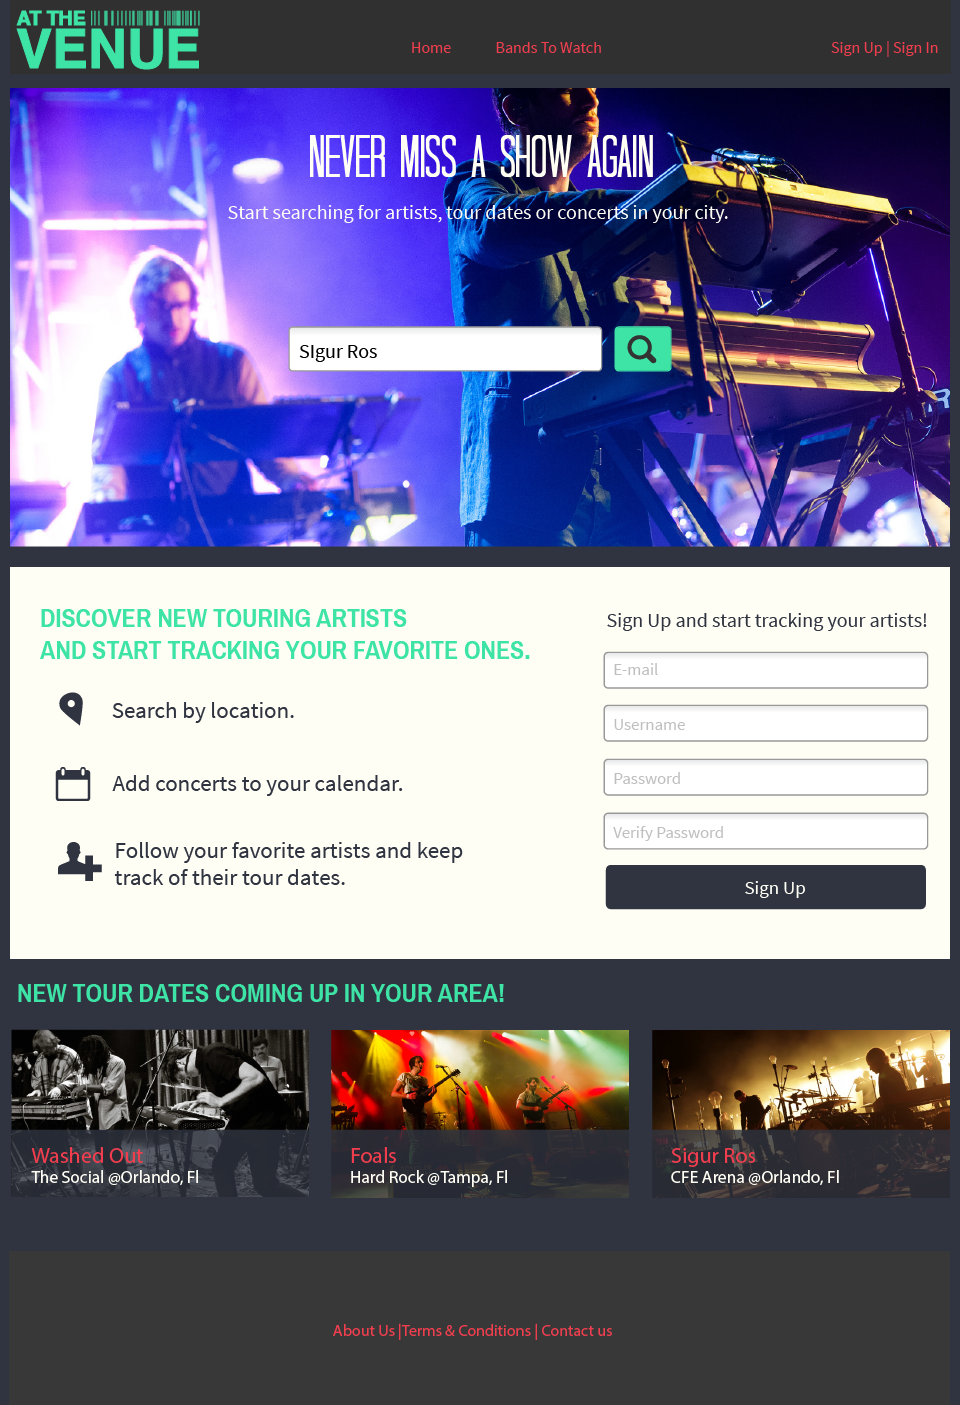 AT THE
VENUE
Home Bands To Watch Sign Up | Sign In
NEVER MISS A SHOW AGAIN
Start searching for artists, tour dates or concerts in your city.
SIgur Ros
DISCOVER NEW TOURING ARTISTS
AND START TRACKING YOUR FAVORITE ONES.
Search by location.
Add concerts to your calendar.
Follow your favorite artists and keep
track of their tour dates.
Sign Up and start tracking your artists!
E-mail
Username
Password
Verify Password
Sign Up
NEW TOUR DATES COMING UP IN YOUR AREA!
Washed Out
The Social @Orlando, Fl
Foals
Hard Rock @Tampa, Fl
Sigur Ros
CFE Arena @Orlando, Fl
About Us |Terms & Conditions | Contact us